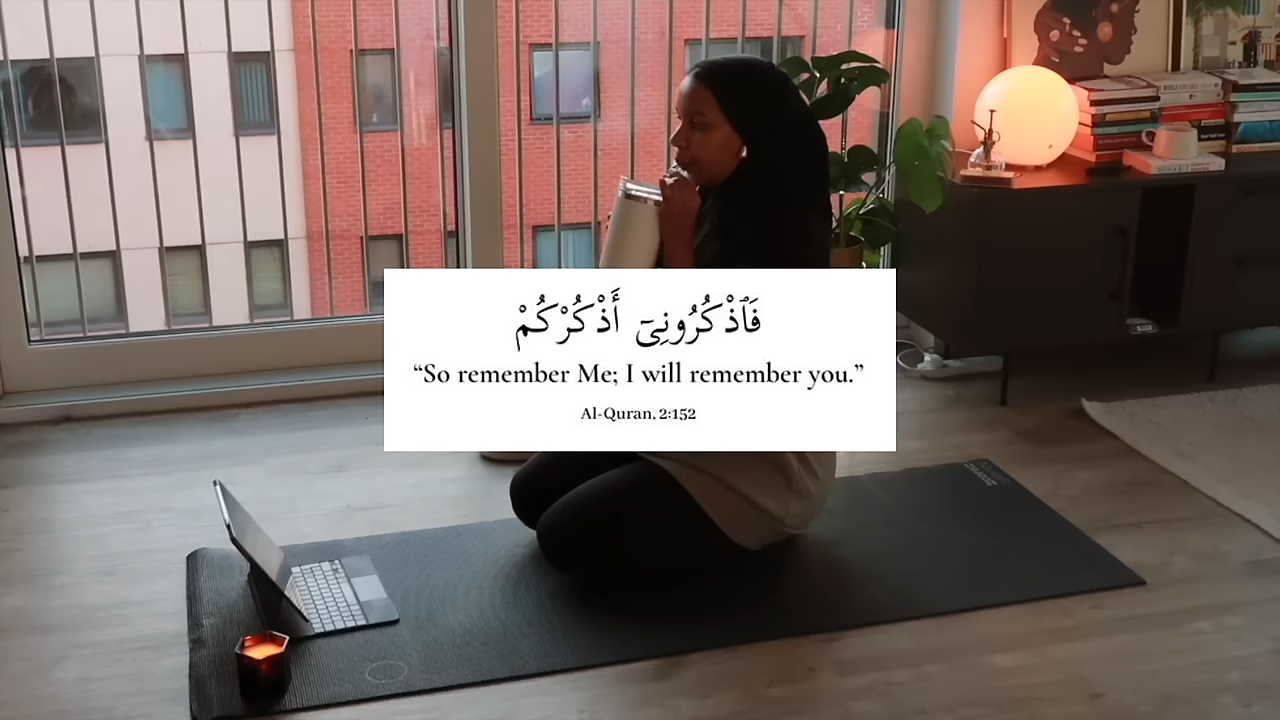 فَٱذْكُرُونِىٓ أَذْكُرْكُمْ
“So remember Me; I will remember you.”
Al-Quran, 2:152